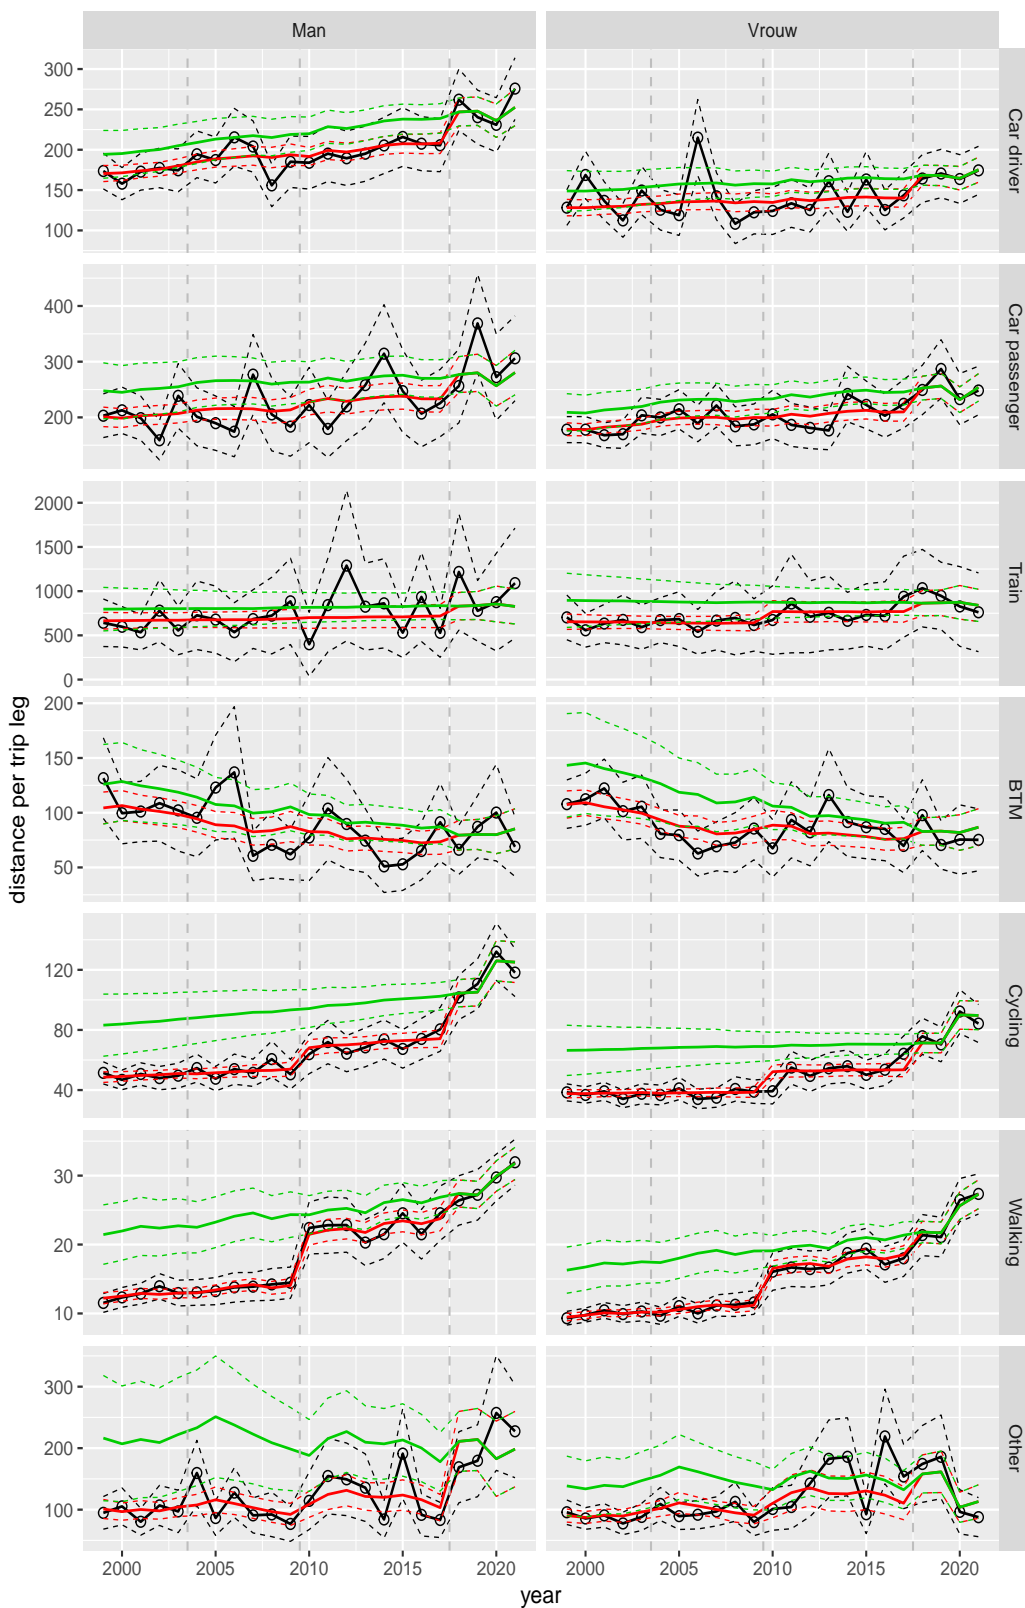 Man Vrouw
300
250
200
150
100
Car driver
400
300
200
Car passenger
2000
1500
1000
500
0
Train
200
150
100
50
BTM
120
80
40
Cycling
30
20
10
Walking
300
200
100
Other
distance per trip leg
2000 2005 2010 2015 2020 2000 2005 2010 2015 2020
year